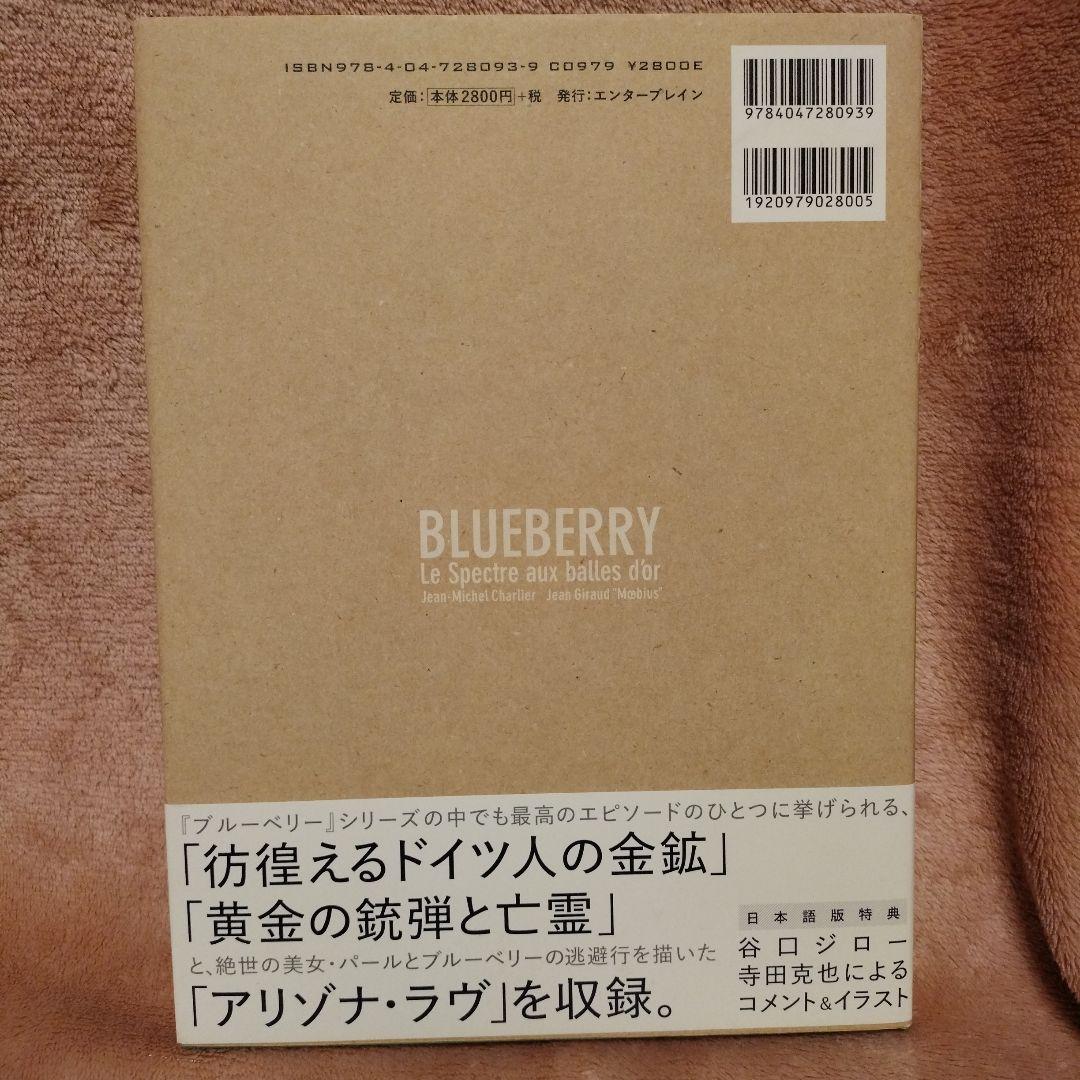 ISBN978-4-04-728093-9 C0979 ¥2800E
定価：本体2800円+税 発行：エンターブレイン
9784047280939
1920979028005
BLUEBERRY
Le Spectre aux balles d'or
Jean-Michel Charlier Jean Giraud "Mœbius"
『ブルーベリー』シリーズの中でも最高のエピソードのひとつに挙げられる、
「彷徨えるドイツ人の金鉱」
「黄金の銃弾と亡霊」
と、絶世の美女・パールとブルーベリーの逃避行を描いた
「アリゾナ・ラヴ」を収録。
日本語版特典
谷口ジロー
寺田克也による
コメント&イラスト